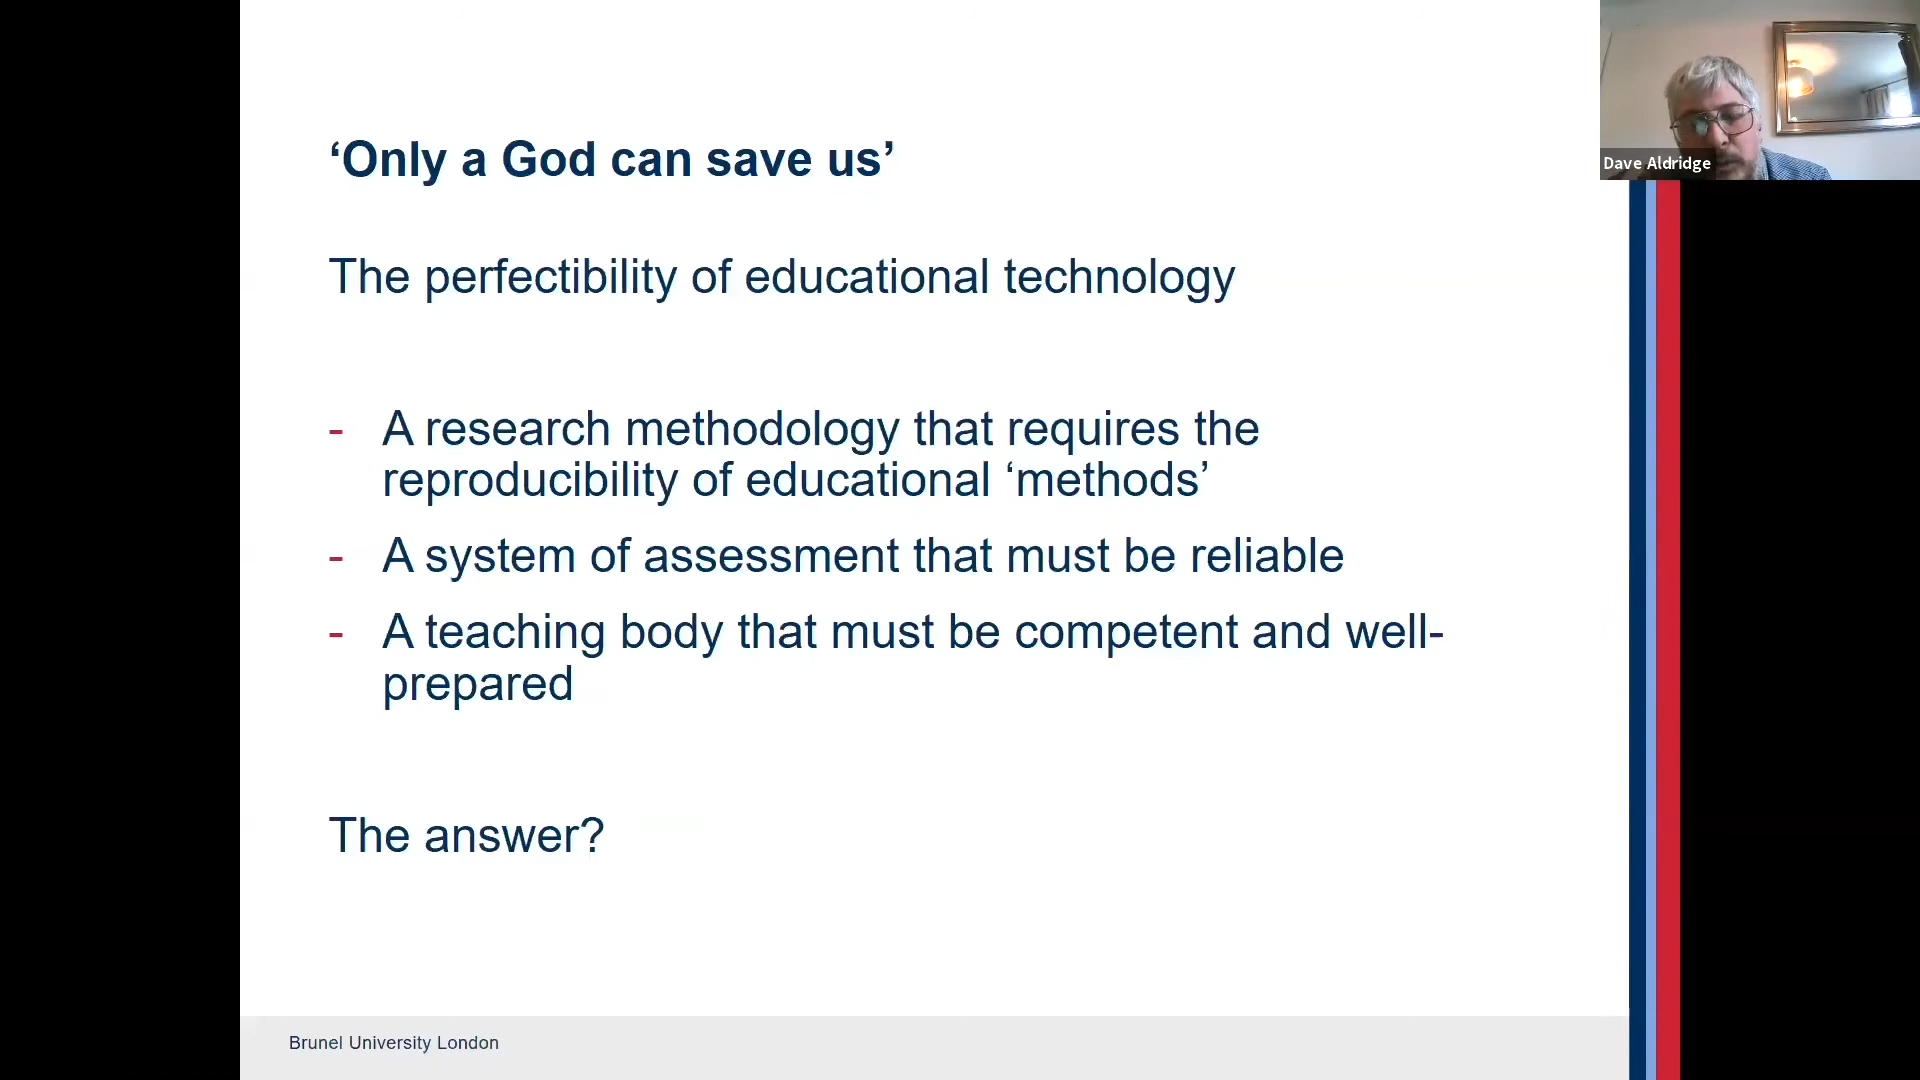 ‘Only a God can save us’
Dave Aldridge
The perfectibility of educational technology
- A research methodology that requires the
reproducibility of educational ‘methods’
- A system of assessment that must be reliable
- A teaching body that must be competent and well-
prepared
The answer?
Brunel University London